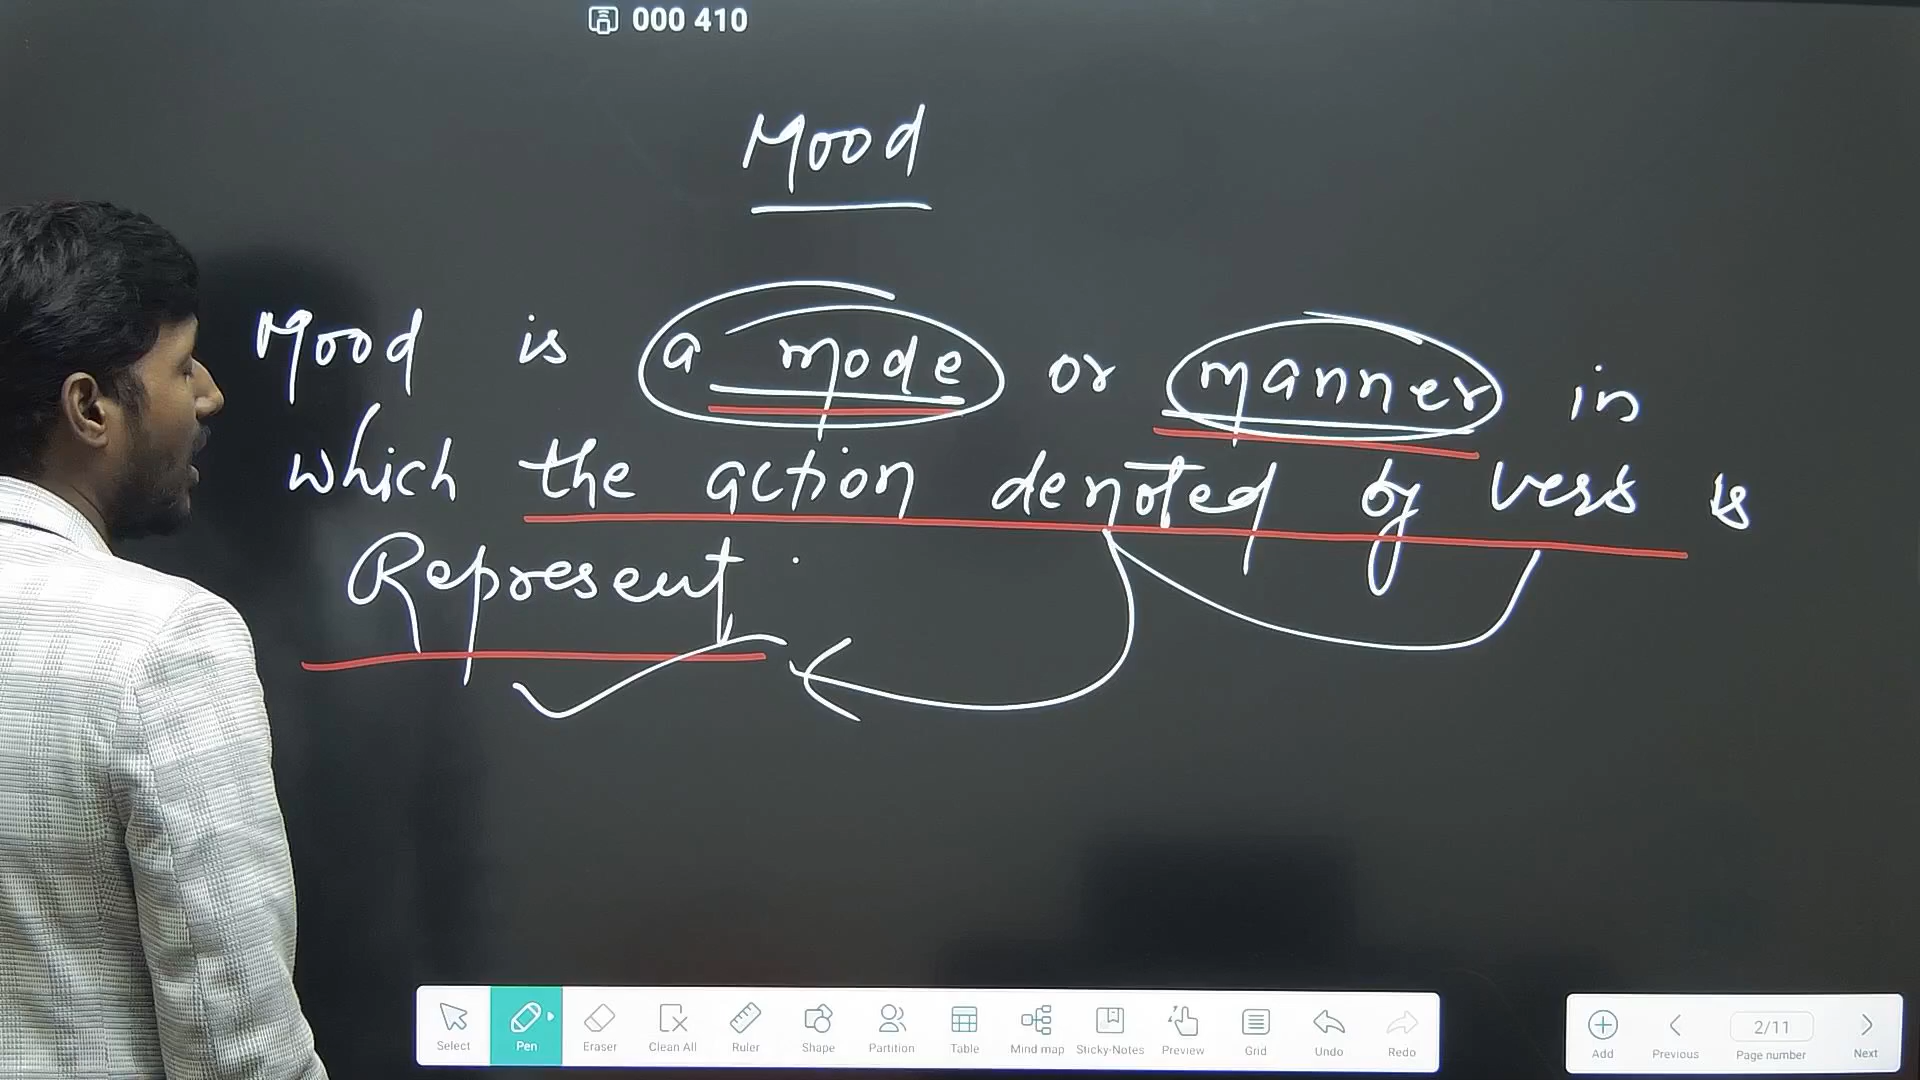 000 410
Mood
Mood is a mode or manner in
which the action denoted by verb is
Represent
Select Pen Eraser Clean All Ruler Shape Partition Table Mind map Sticky-Notes Preview Grid Undo Redo
Add Previous 2/11 Page number Next